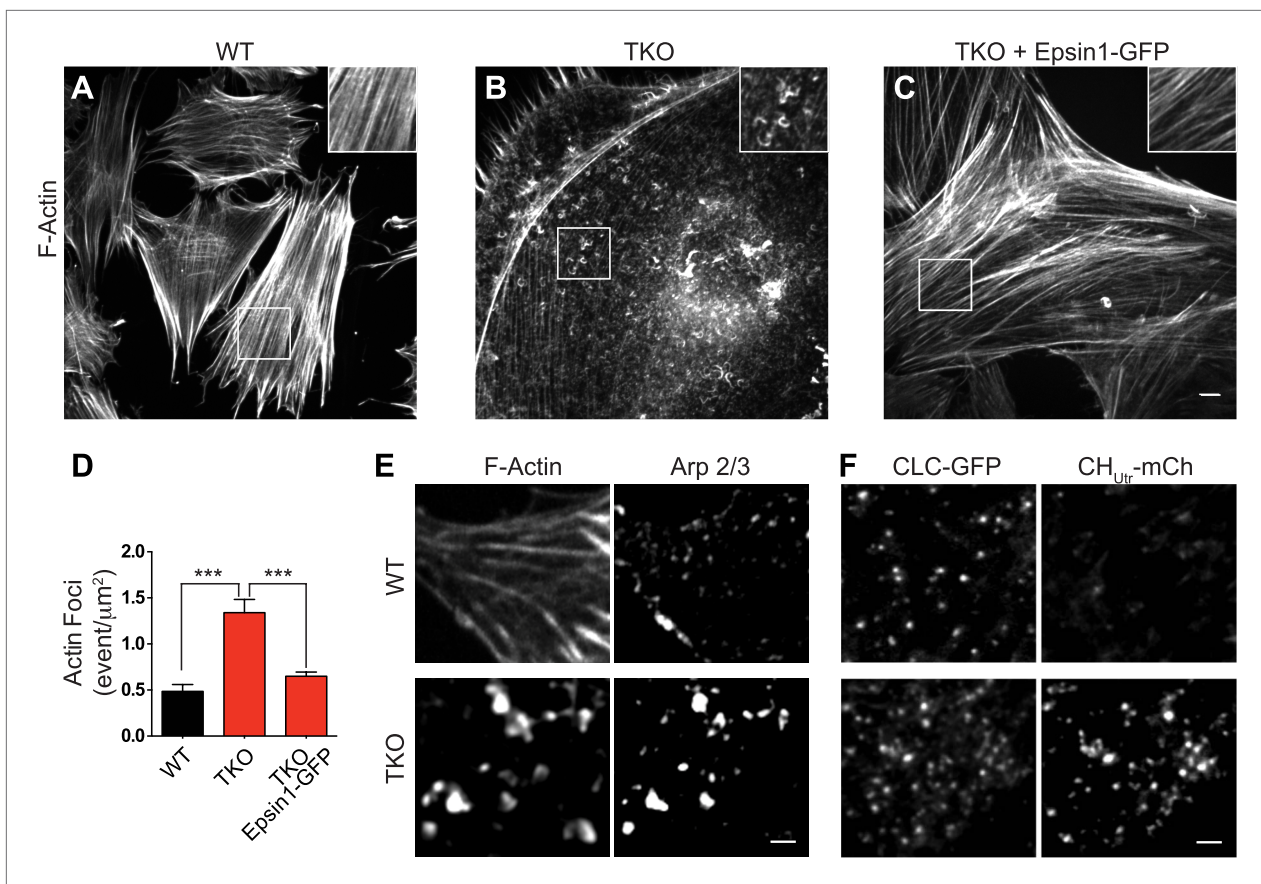 WT
TKO
TKO + Epsin1-GFP
A
B
C
F-Actin
D
Actin Foci
(event/μm²)
2.0
1.5
1.0
0.5
0.0
***
***
WT
TKO
TKO
Epsin1-GFP
E
F-Actin
Arp 2/3
WT
TKO
F
CLC-GFP
CH_Utr-mCh